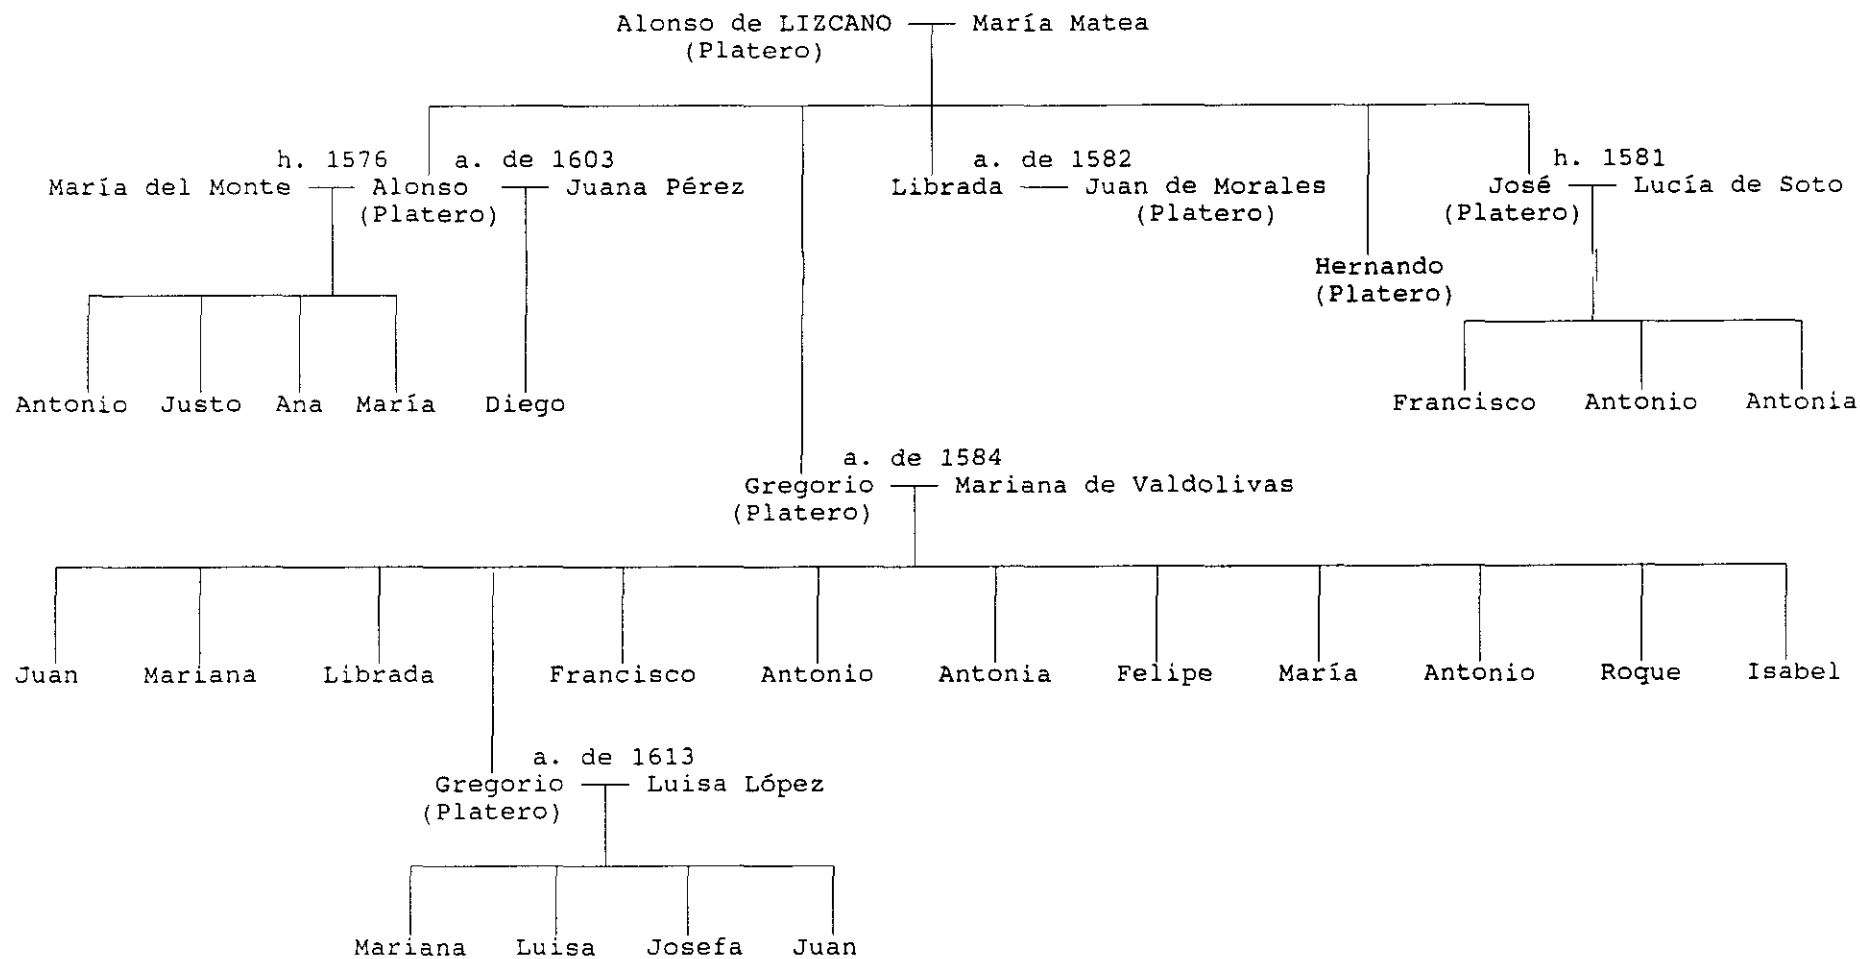 Alonso de LIZCANO María Matea
(Platero)
h. 1576 a. de 1603 a. de 1582 h. 1581
María del Monte Alonso Juana Pérez Librada Juan de Morales José Lucía de Soto
(Platero) (Platero) (Platero)
Hernando
(Platero)
Antonio Justo Ana María Diego Francisco Antonio Antonia
a. de 1584
Gregorio Mariana de Valdolivas
(Platero)
Juan Mariana Librada Francisco Antonio Antonia Felipe María Antonio Roque Isabel
a. de 1613
Gregorio Luisa López
(Platero)
Mariana Luisa Josefa Juan